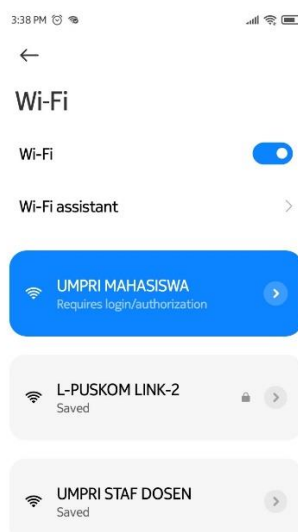 3:38 PM
Wi-Fi
Wi-Fi
Wi-Fi assistant
UMPRI MAHASISWA
Requires login/authorization
L-PUSKOM LINK-2
Saved
UMPRI STAF DOSEN
Saved